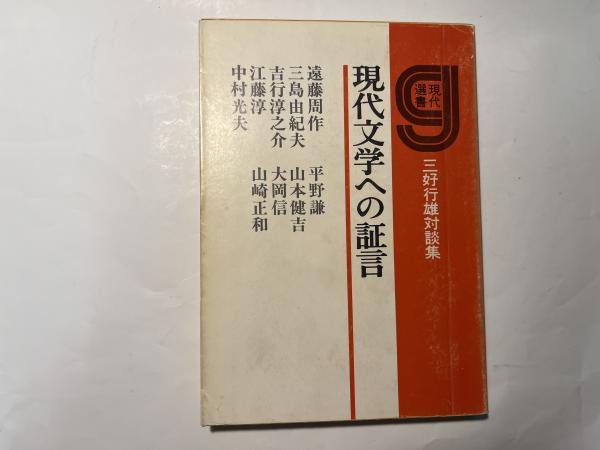 現代
選書
三好行雄対談集
現代文学への証言
遠藤周作 平野謙
三島由紀夫 山本健吉
吉行淳之介 大岡信
江藤淳 山崎正和
中村光夫